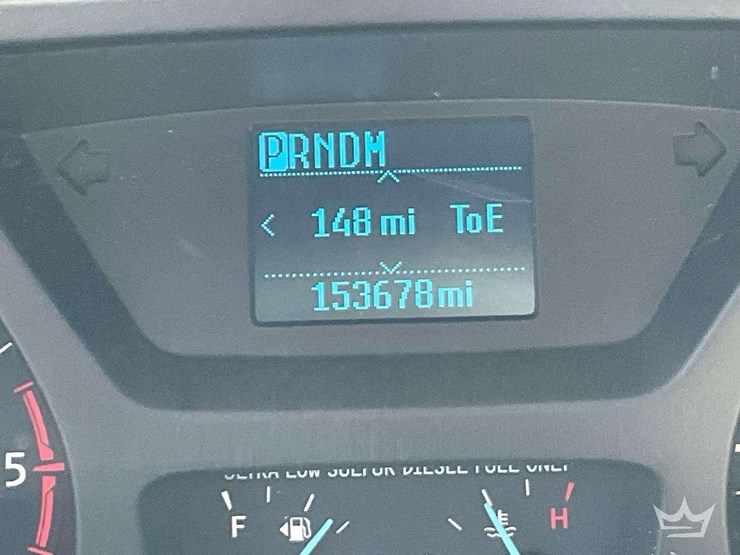 PRNDM
< 148 mi ToE
153678mi
5
ULTRA LOW SULFUR DIESEL FUEL ONLY
F H